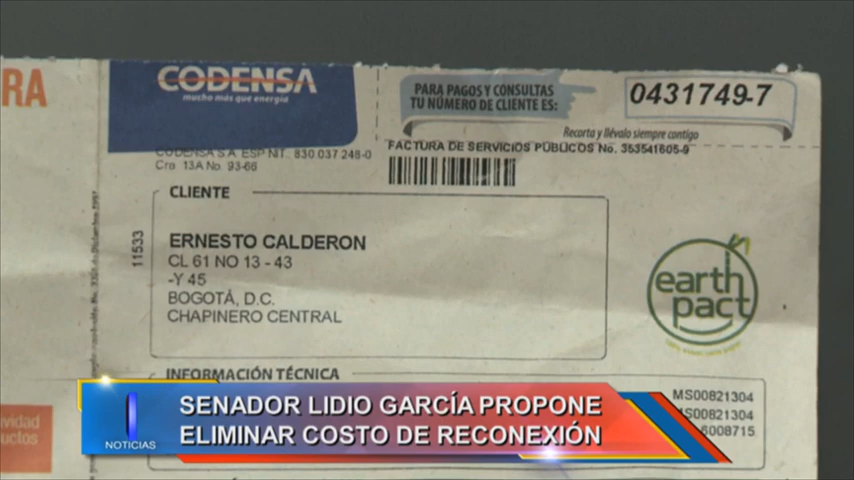 RA
CODENSA
mucho más que energía
PARA PAGOS Y CONSULTAS
TU NÚMERO DE CLIENTE ES:
0431749-7
Recorta y llévalo siempre contigo
CODENSA S.A. ESP NIT. 830 037 248-0
Cra 13A No. 93-66
FACTURA DE SERVICIOS PÚBLICOS No. 353541605-9
CLIENTE
11533
ERNESTO CALDERON
CL 61 NO 13 - 43
-Y 45
BOGOTÁ, D.C.
CHAPINERO CENTRAL
earth
pact
INFORMACIÓN TÉCNICA
MS00821304
MS00821304
6008715
ividad
ductos
NOTICIAS
SENADOR LIDIO GARCÍA PROPONE
ELIMINAR COSTO DE RECONEXIÓN